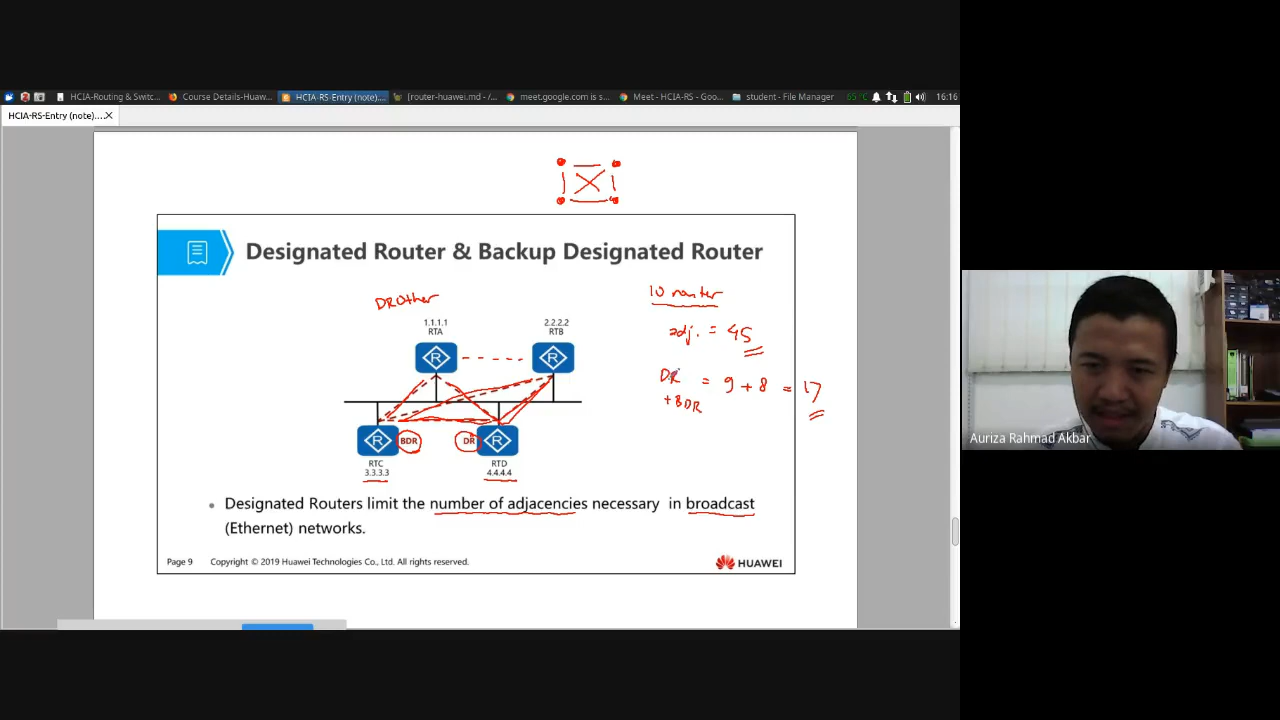 HCIA-Routing & Switc...
Course Details-Huaw...
HCIA-RS-Entry (note)....
(router-huawei.md - /...
meet.google.com is s...
Meet - HCIA-RS - Goo...
student - File Manager
65°C
16:16
HCIA-RS-Entry (note)....
Designated Router & Backup Designated Router
DROther
10 router
1.1.1.1
RTA
2.2.2.2
RTB
adj. = 45
DR + BDR = 9 + 8 = 17
R
R
R
BDR
DR
R
RTC
3.3.3.3
RTD
4.4.4.4
Auriza Rahmad Akbar
Designated Routers limit the number of adjacencies necessary in broadcast
(Ethernet) networks.
Page 9
Copyright © 2019 Huawei Technologies Co., Ltd. All rights reserved.
HUAWEI